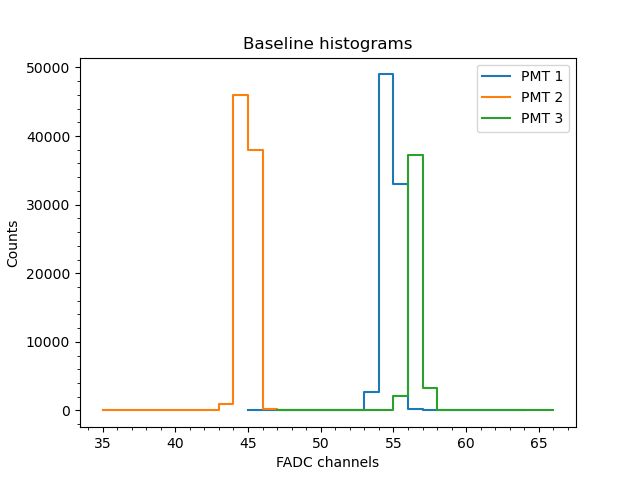 Baseline histograms
PMT 1
PMT 2
PMT 3
50000
40000
30000
20000
10000
0
Counts
35 40 45 50 55 60 65
FADC channels